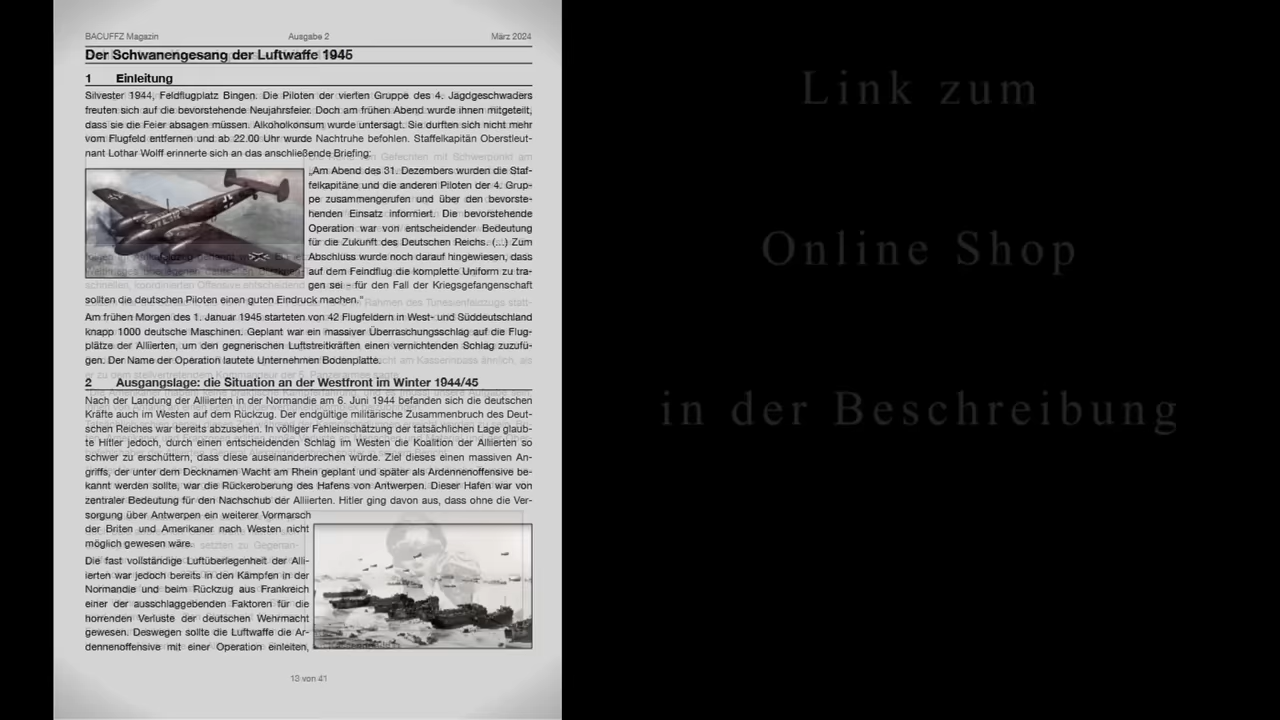 BACUFFZ Magazin Ausgabe 2 März 2024
Der Schwanengesang der Luftwaffe 1945
1 Einleitung
Silvester 1944, Feldflugplatz Bingen. Die Piloten der vierten Gruppe des 4. Jagdgeschwaders
freuten sich auf die bevorstehende Neujahrsfeier. Doch am frühen Abend wurde ihnen mitgeteilt,
dass sie die Feier absagen müssen. Alkoholkonsum wurde untersagt. Sie durften sich nicht mehr
vom Flugfeld entfernen und ab 22.00 Uhr wurde Nachtruhe befohlen. Staffelkapitän Oberstleut-
nant Lothar Wolff erinnerte sich an das anschließende Briefing:
„Am Abend des 31. Dezembers wurden die Staf-
felkapitäne und die anderen Piloten der 4. Grup-
pe zusammengerufen und über den bevorste-
henden Einsatz informiert. Die bevorstehende
Operation war von entscheidender Bedeutung
für die Zukunft des Deutschen Reichs. (...) Zum
Abschluss wurde noch darauf hingewiesen, dass
auf dem Feindflug die komplette Uniform zu tra-
gen sei - für den Fall der Kriegsgefangenschaft
sollten die deutschen Piloten einen guten Eindruck machen.“
Am frühen Morgen des 1. Januar 1945 starteten von 42 Flugfeldern in West- und Süddeutschland
knapp 1000 deutsche Maschinen. Geplant war ein massiver Überraschungsschlag auf die Flug-
plätze der Alliierten, um den gegnerischen Luftstreitkräften einen vernichtenden Schlag zuzufü-
gen. Der Name der Operation lautete Unternehmen Bodenplatte.
2 Ausgangslage: die Situation an der Westfront im Winter 1944/45
Nach der Landung der Alliierten in der Normandie am 6. Juni 1944 befanden sich die deutschen
Kräfte auch im Westen auf dem Rückzug. Der endgültige militärische Zusammenbruch des Deut-
schen Reiches war bereits abzusehen. In völliger Fehleinschätzung der tatsächlichen Lage glaub-
te Hitler jedoch, durch einen entscheidenden Schlag im Westen die Koalition der Alliierten so
schwer zu erschüttern, dass diese auseinanderbrechen würde. Ziel dieses einen massiven An-
griffs, der unter dem Decknamen Wacht am Rhein geplant und später als Ardennenoffensive be-
kannt werden sollte, war die Rückeroberung des Hafens von Antwerpen. Dieser Hafen war von
zentraler Bedeutung für den Nachschub der Alliierten. Hitler ging davon aus, dass ohne die Ver-
sorgung über Antwerpen ein weiterer Vormarsch
der Briten und Amerikaner nach Westen nicht
möglich gewesen wäre.
Die fast vollständige Luftüberlegenheit der Alli-
ierten war jedoch bereits in den Kämpfen in der
Normandie und beim Rückzug aus Frankreich
einer der ausschlaggebenden Faktoren für die
horrenden Verluste der deutschen Wehrmacht
gewesen. Deswegen sollte die Luftwaffe die Ar-
dennenoffensive mit einer Operation einleiten,
13 von 41
Link zum
Online Shop
in der Beschreibung